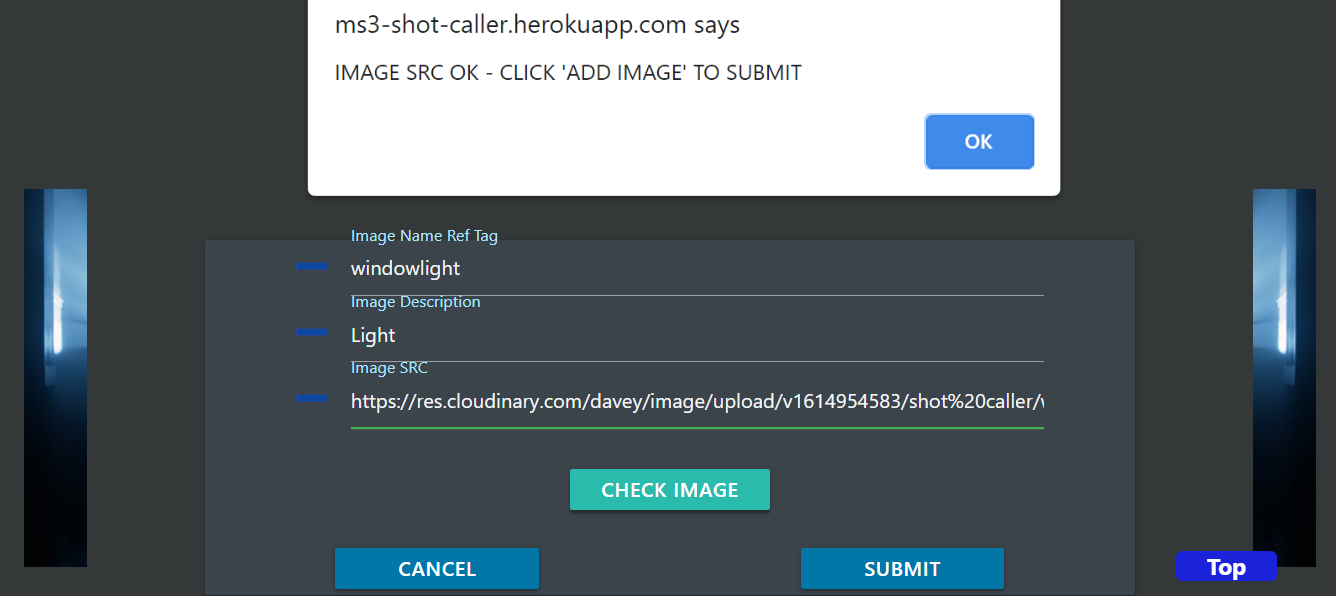 ms3-shot-caller.herokuapp.com says
IMAGE SRC OK - CLICK 'ADD IMAGE' TO SUBMIT
OK
Image Name Ref Tag
windowlight
Image Description
Light
Image SRC
https://res.cloudinary.com/davey/image/upload/v1614954583/shot%20caller/
CHECK IMAGE
CANCEL
SUBMIT
Top